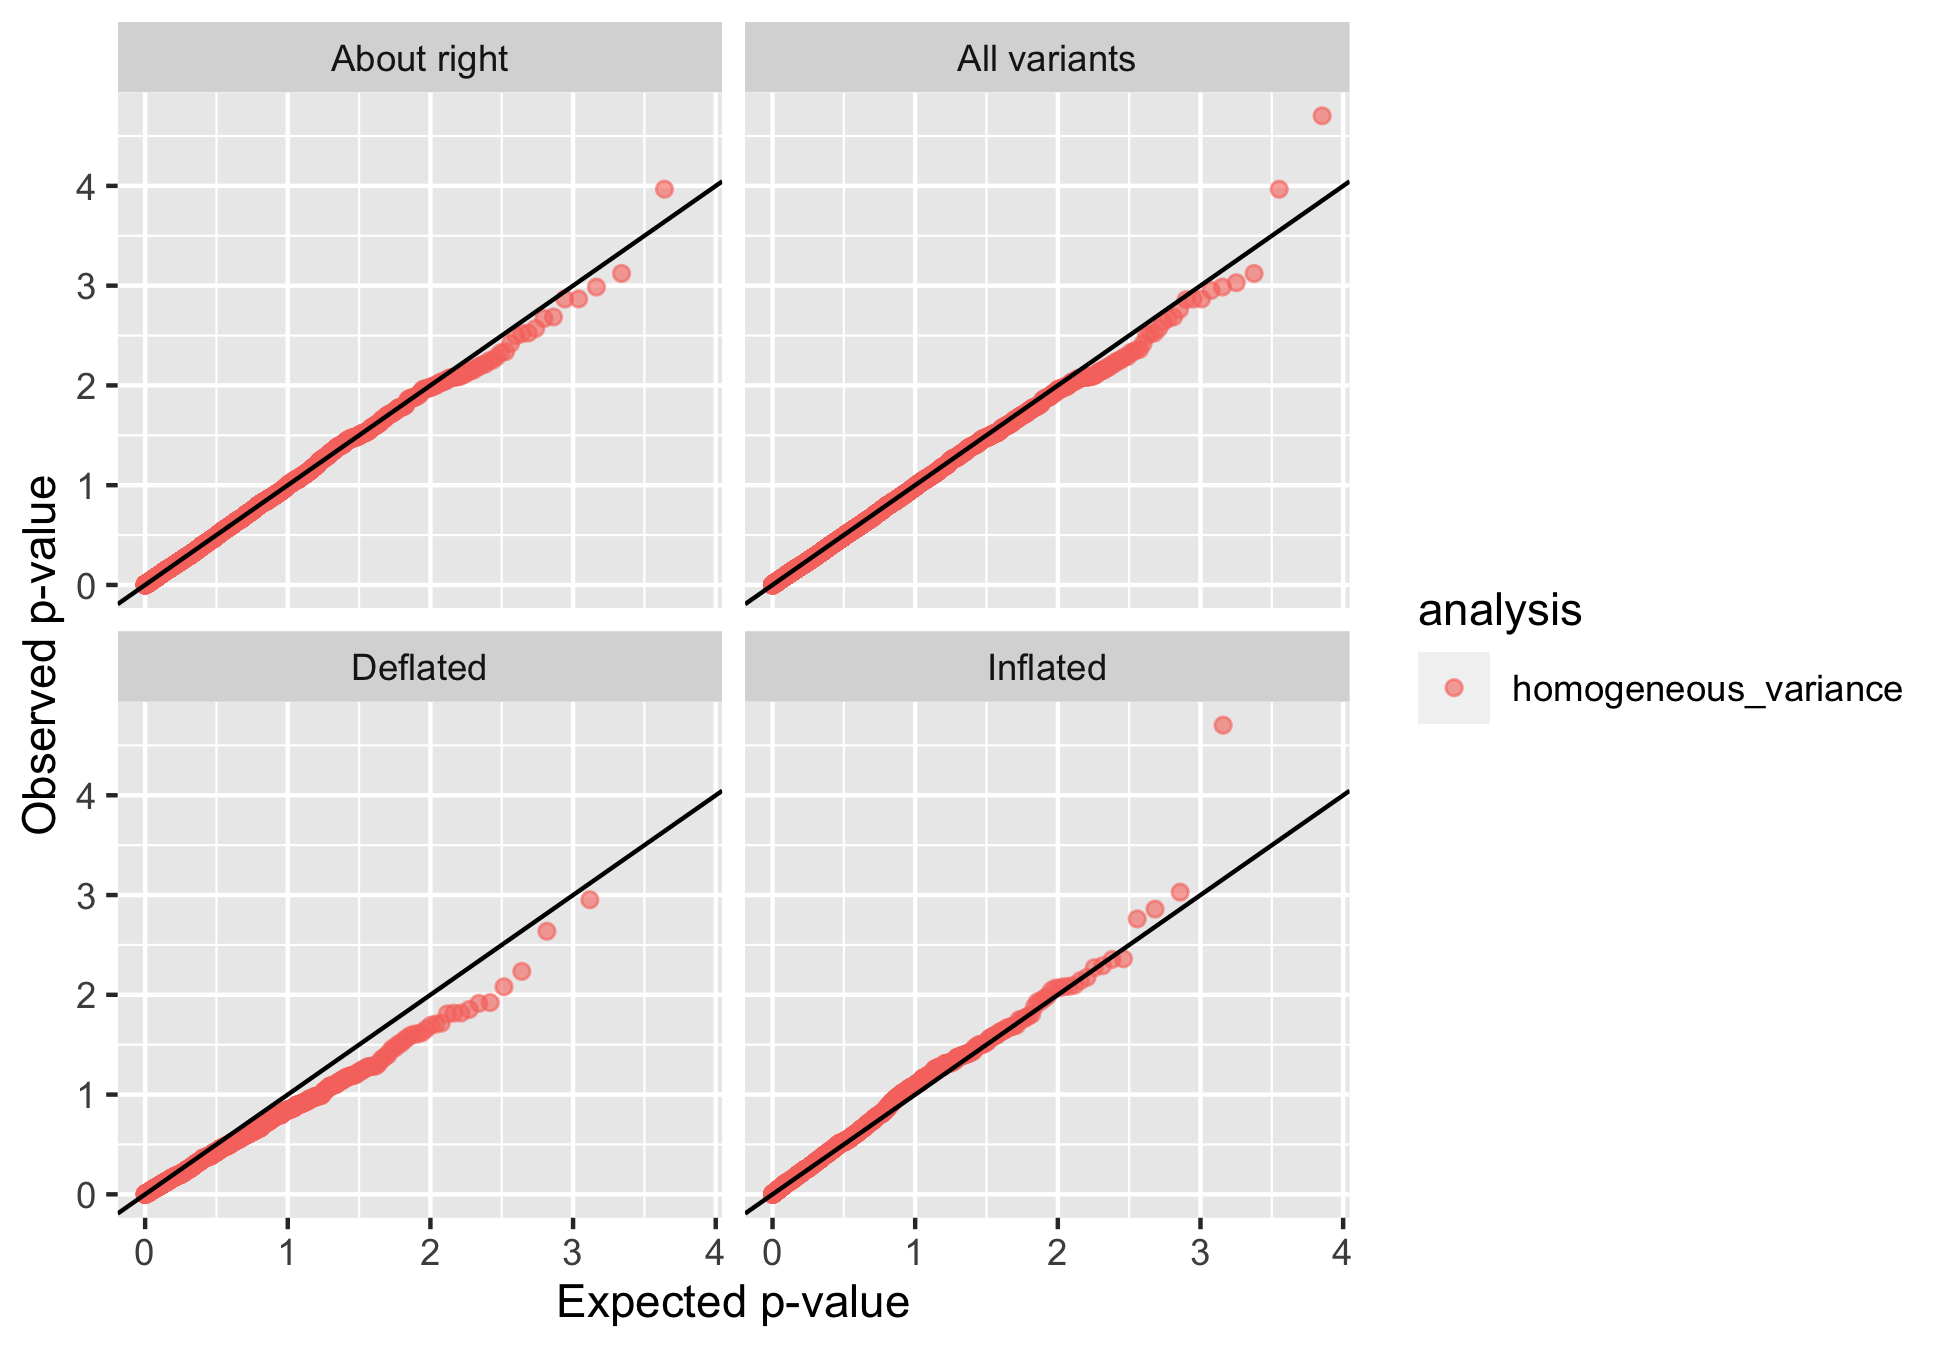 About right
All variants
4
3
2
1
0
Deflated
Inflated
4
3
2
1
0
0 1 2 3 4
0 1 2 3 4
Expected p-value
Observed p-value
analysis
homogeneous_variance